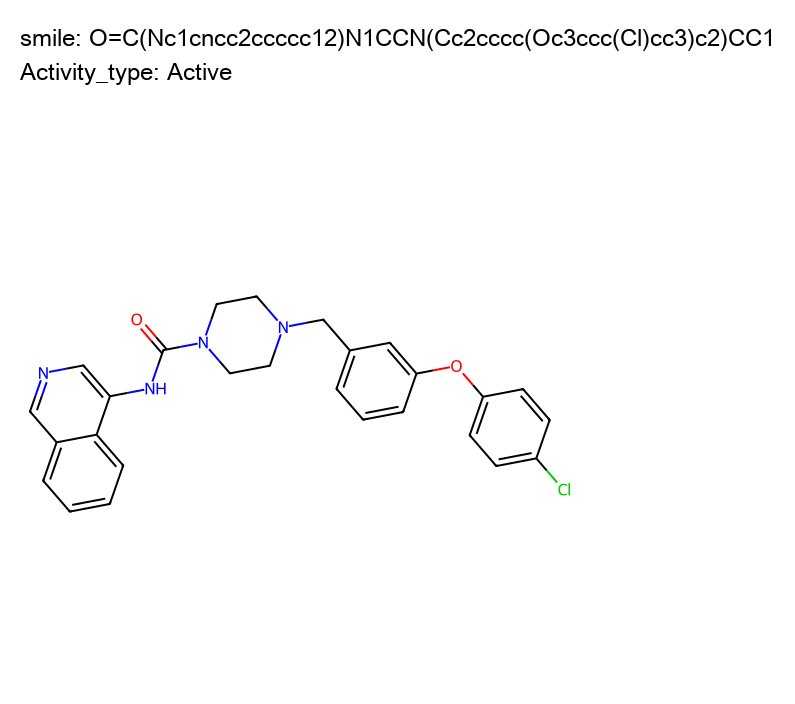 smile: O=C(Nc1cncc2ccccc12)N1CCN(Cc2cccc(Oc3ccc(Cl)cc3)c2)CC1
Activity_type: Active
O
N
N
N
NH
O
Cl